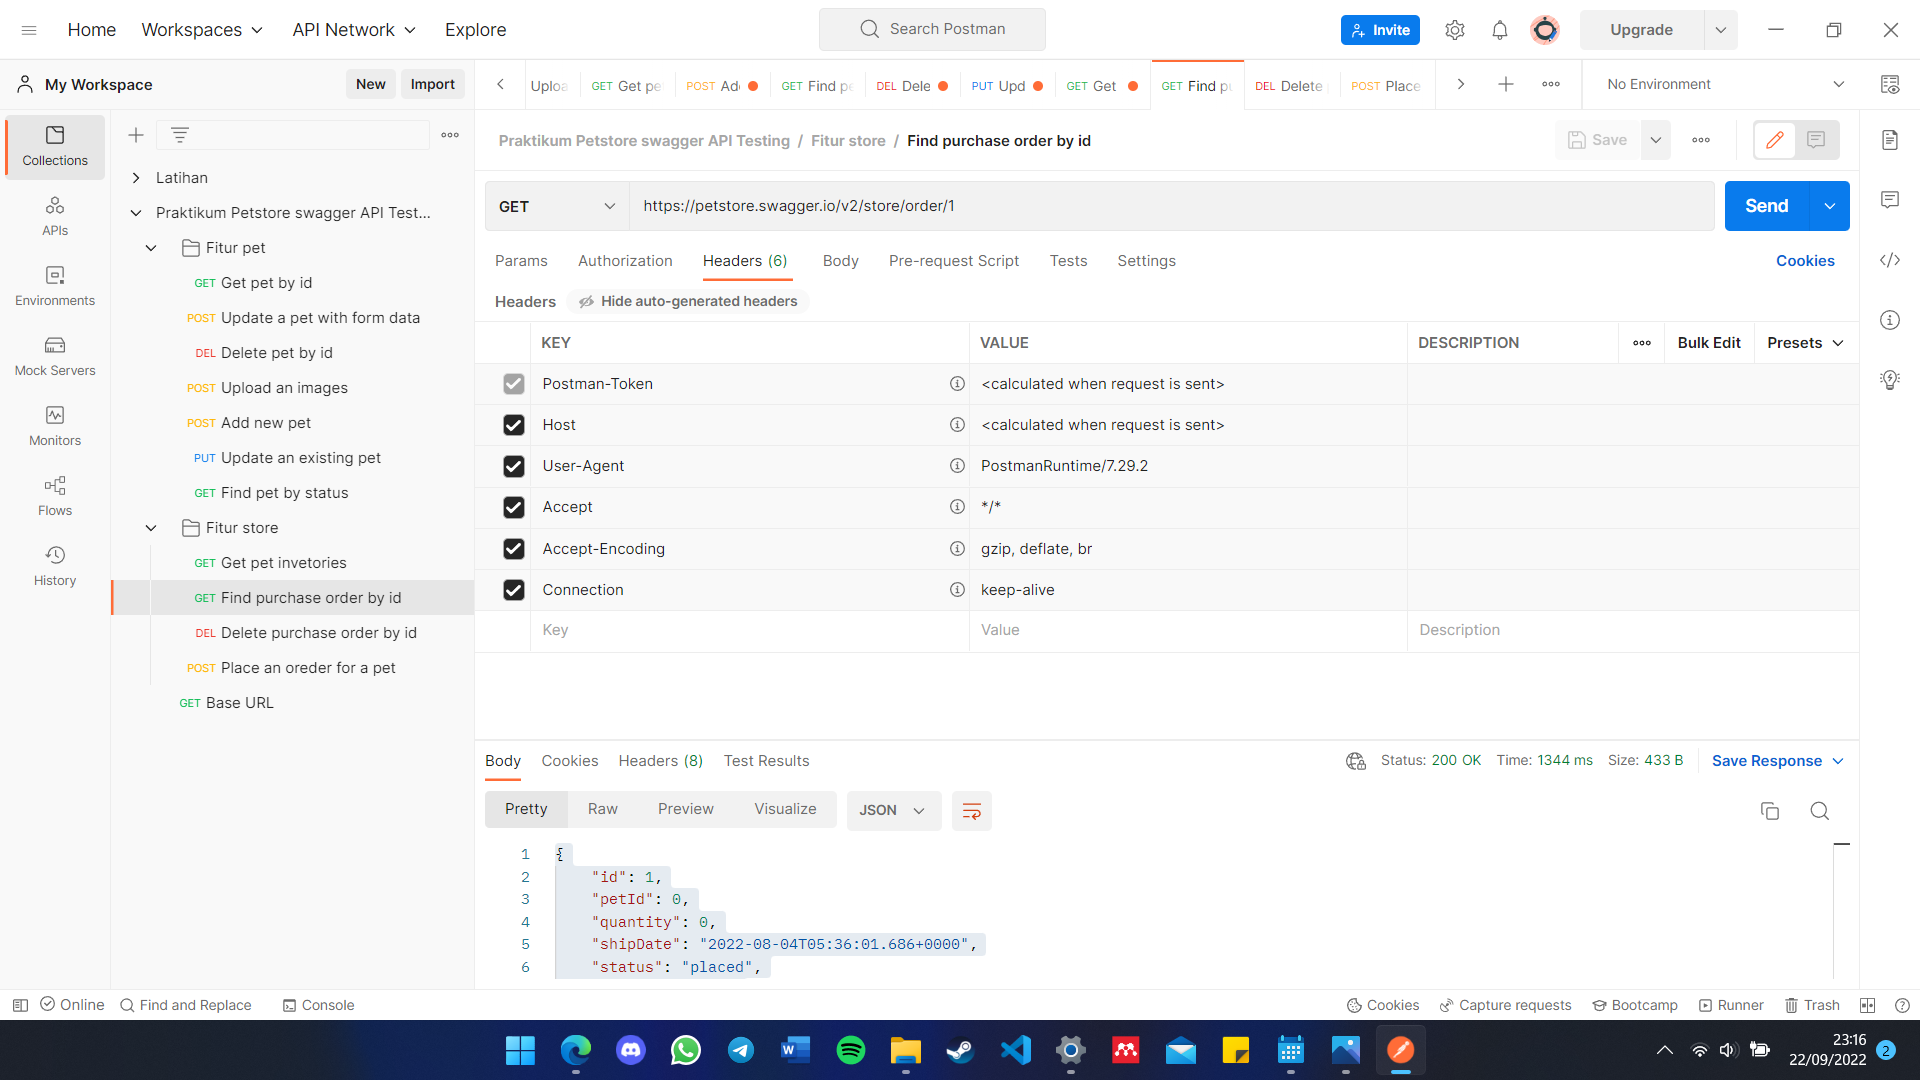 Home
Workspaces
API Network
Explore
Search Postman
Invite
Upgrade
My Workspace
New
Import
Uploa
GET Get pe
POST Ad
GET Find pe
DEL Dele
PUT Upd
GET Get
GET Find pu
DEL Delete
POST Place
No Environment
Collections
APIs
Environments
Mock Servers
Monitors
Flows
History
Latihan
Praktikum Petstore swagger API Test...
Fitur pet
GET Get pet by id
POST Update a pet with form data
DEL Delete pet by id
POST Upload an images
POST Add new pet
PUT Update an existing pet
GET Find pet by status
Fitur store
GET Get pet invetories
GET Find purchase order by id
DEL Delete purchase order by id
POST Place an oreder for a pet
GET Base URL
Praktikum Petstore swagger API Testing / Fitur store / Find purchase order by id
Save
GET
https://petstore.swagger.io/v2/store/order/1
Send
Params
Authorization
Headers (6)
Body
Pre-request Script
Tests
Settings
Cookies
Headers
Hide auto-generated headers
KEY
VALUE
DESCRIPTION
Bulk Edit
Presets
Postman-Token
<calculated when request is sent>
Host
<calculated when request is sent>
User-Agent
PostmanRuntime/7.29.2
Accept
*/*
Accept-Encoding
gzip, deflate, br
Connection
keep-alive
Key
Value
Description
Body
Cookies
Headers (8)
Test Results
Status: 200 OK
Time: 1344 ms
Size: 433 B
Save Response
Pretty
Raw
Preview
Visualize
JSON
1 {
2 "id": 1,
3 "petId": 0,
4 "quantity": 0,
5 "shipDate": "2022-08-04T05:36:01.686+0000",
6 "status": "placed",
Online
Find and Replace
Console
Cookies
Capture requests
Bootcamp
Runner
Trash
23:16
22/09/2022
2